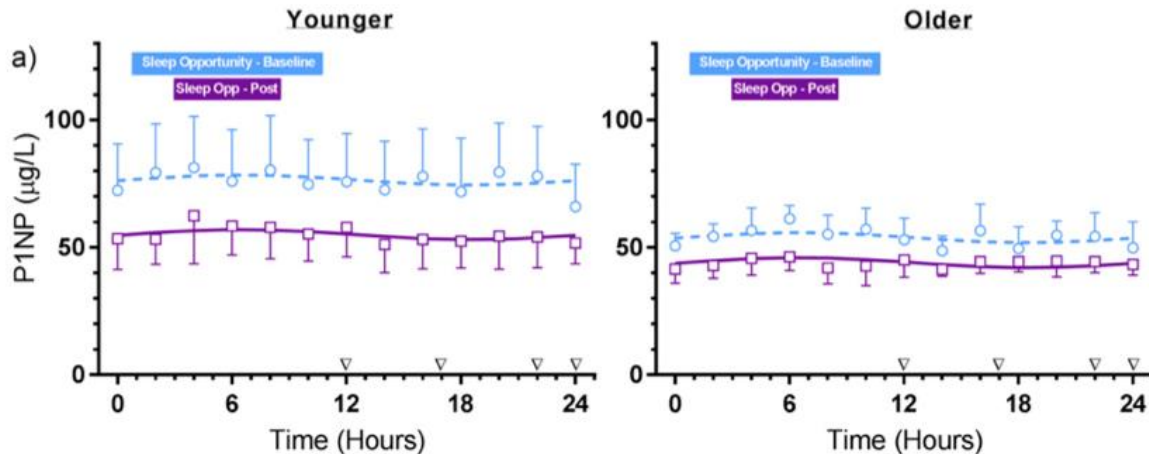 Younger
Older
a)
Sleep Opportunity - Baseline
Sleep Opp - Post
Sleep Opportunity - Baseline
Sleep Opp - Post
P1NP (µg/L)
100
50
0
100
50
0
0 6 12 18 24
0 6 12 18 24
Time (Hours)
Time (Hours)